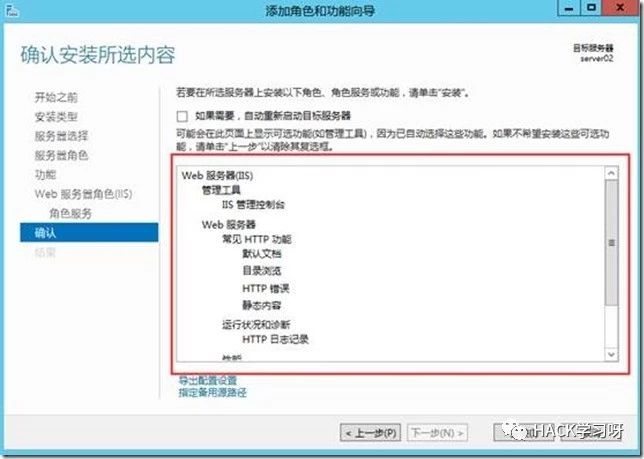 添加角色和功能向导
确认安装所选内容
目标服务器
server02
开始之前
安装类型
服务器选择
服务器角色
功能
Web 服务器角色(IIS)
角色服务
确认
结果
若要在所选服务器上安装以下角色、角色服务或功能，请单击"安装"。
如果需要，自动重新启动目标服务器
可能会在此页面上显示可选功能(如管理工具)，因为已自动选择这些功能。如果不希望安装这些可选功
能，请单击"上一步"以清除其复选框。
Web 服务器(IIS)
管理工具
IIS 管理控制台
Web 服务器
常见 HTTP 功能
默认文档
目录浏览
HTTP 错误
静态内容
运行状况和诊断
HTTP 日志记录
性能
导出配置设置
指定备用源路径
< 上一步(P)
下一步(N) >
HACK学习呀